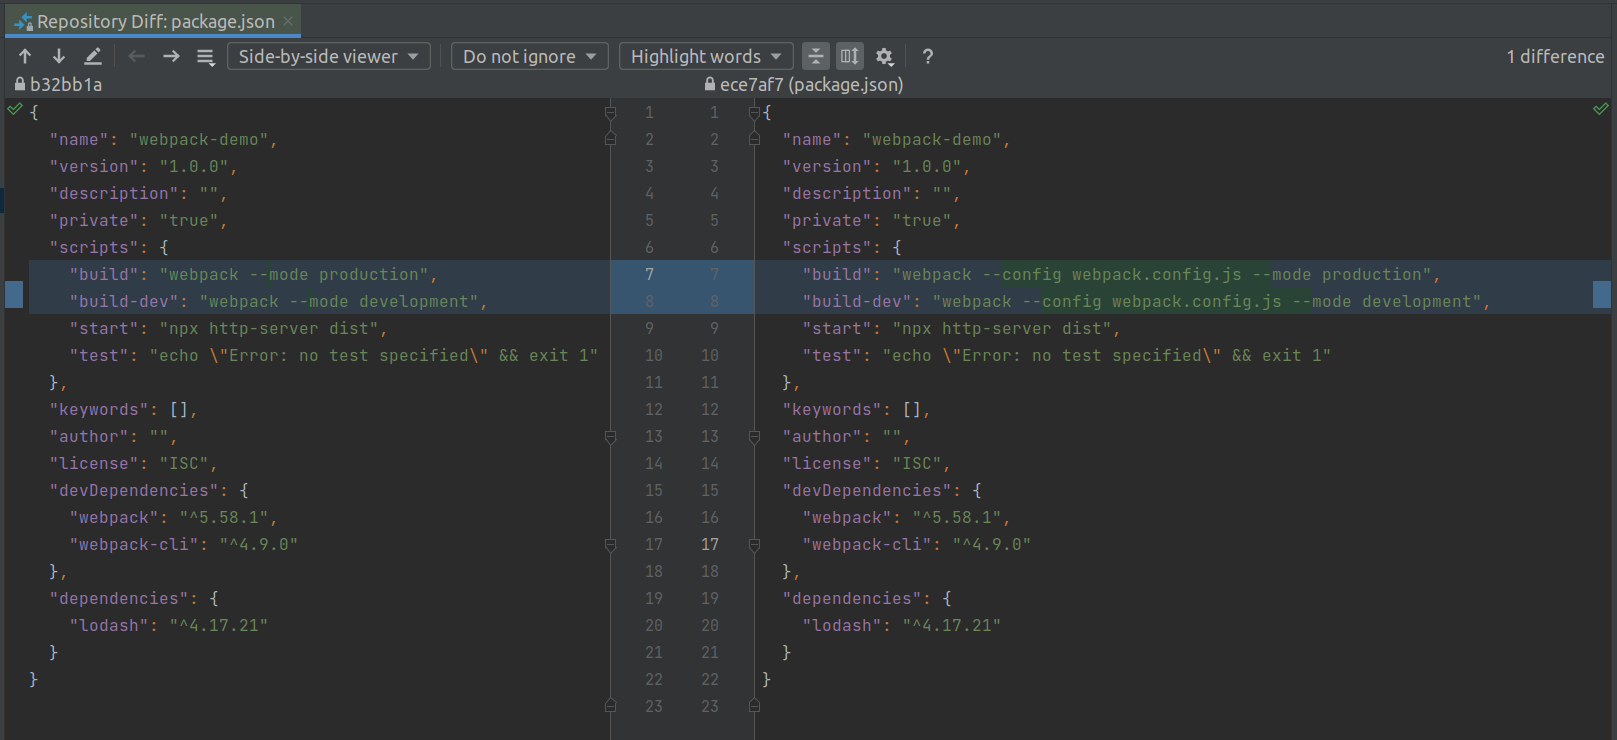 Repository Diff: package.json
Side-by-side viewer Do not ignore Highlight words ? 1 difference
b32bb1a ece7af7 (package.json)
{ 1 1 {
"name": "webpack-demo", 2 2 "name": "webpack-demo",
"version": "1.0.0", 3 3 "version": "1.0.0",
"description": "", 4 4 "description": "",
"private": "true", 5 5 "private": "true",
"scripts": { 6 6 "scripts": {
"build": "webpack --mode production", 7 7 "build": "webpack --config webpack.config.js --mode production",
"build-dev": "webpack --mode development", 8 8 "build-dev": "webpack --config webpack.config.js --mode development",
"start": "npx http-server dist", 9 9 "start": "npx http-server dist",
"test": "echo \"Error: no test specified\" && exit 1" 10 10 "test": "echo \"Error: no test specified\" && exit 1"
}, 11 11 },
"keywords": [], 12 12 "keywords": [],
"author": "", 13 13 "author": "",
"license": "ISC", 14 14 "license": "ISC",
"devDependencies": { 15 15 "devDependencies": {
"webpack": "^5.58.1", 16 16 "webpack": "^5.58.1",
"webpack-cli": "^4.9.0" 17 17 "webpack-cli": "^4.9.0"
}, 18 18 },
"dependencies": { 19 19 "dependencies": {
"lodash": "^4.17.21" 20 20 "lodash": "^4.17.21"
} 21 21 }
} 22 22 }
23 23